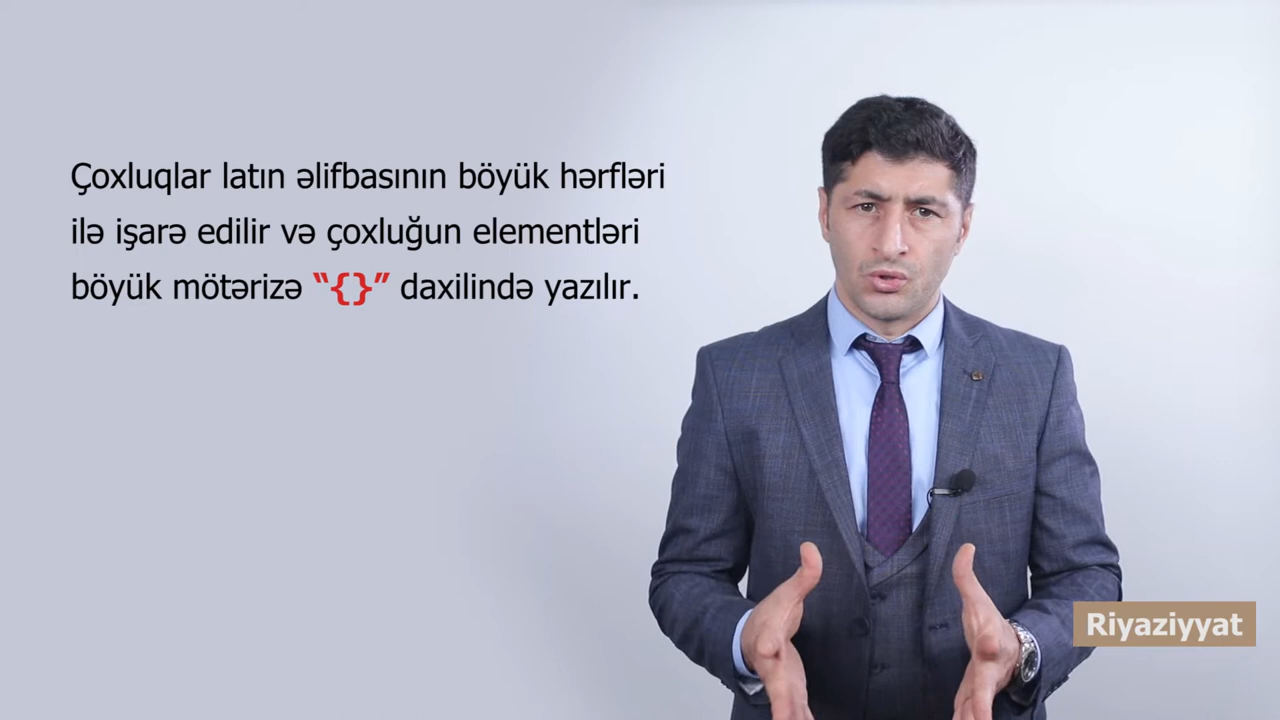 Çoxluqlar latın əlifbasının böyük hərfləri
ilə işarə edilir və çoxluğun elementləri
böyük mötərizə “{}” daxilində yazılır.
Riyaziyyat